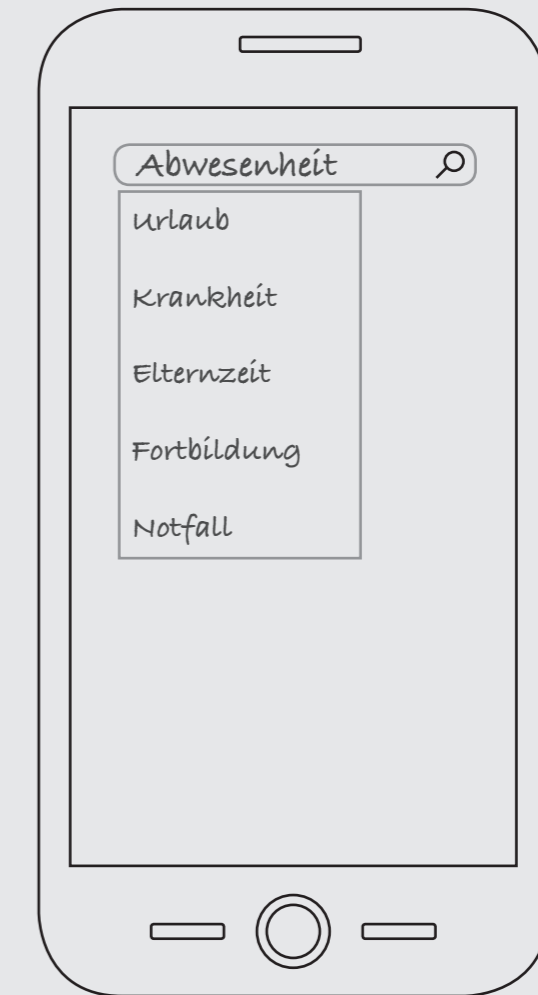 Abwesenheit
Urlaub
Krankheit
Elternzeit
Fortbildung
Notfall